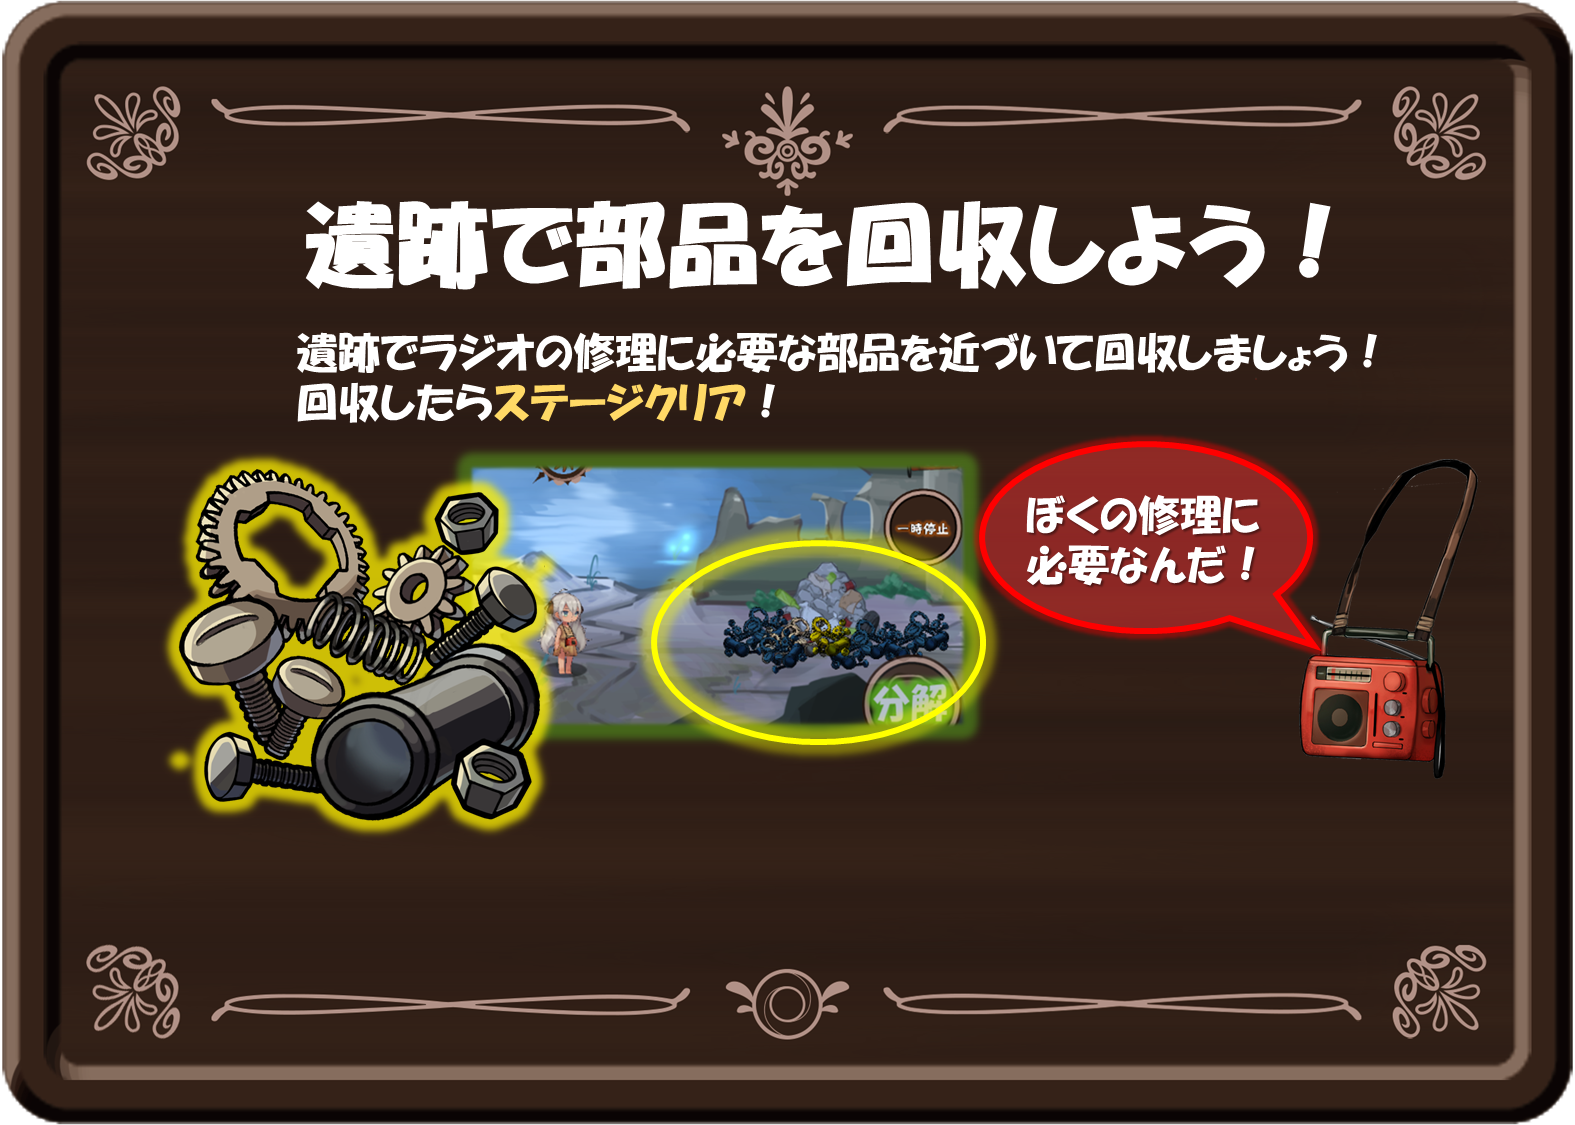 遺跡で部品を回収しよう！
遺跡でラジオの修理に必要な部品を近づいて回収しましょう！
回収したらステージクリア！
一時停止
ぼくの修理に
必要なんだ！
分解